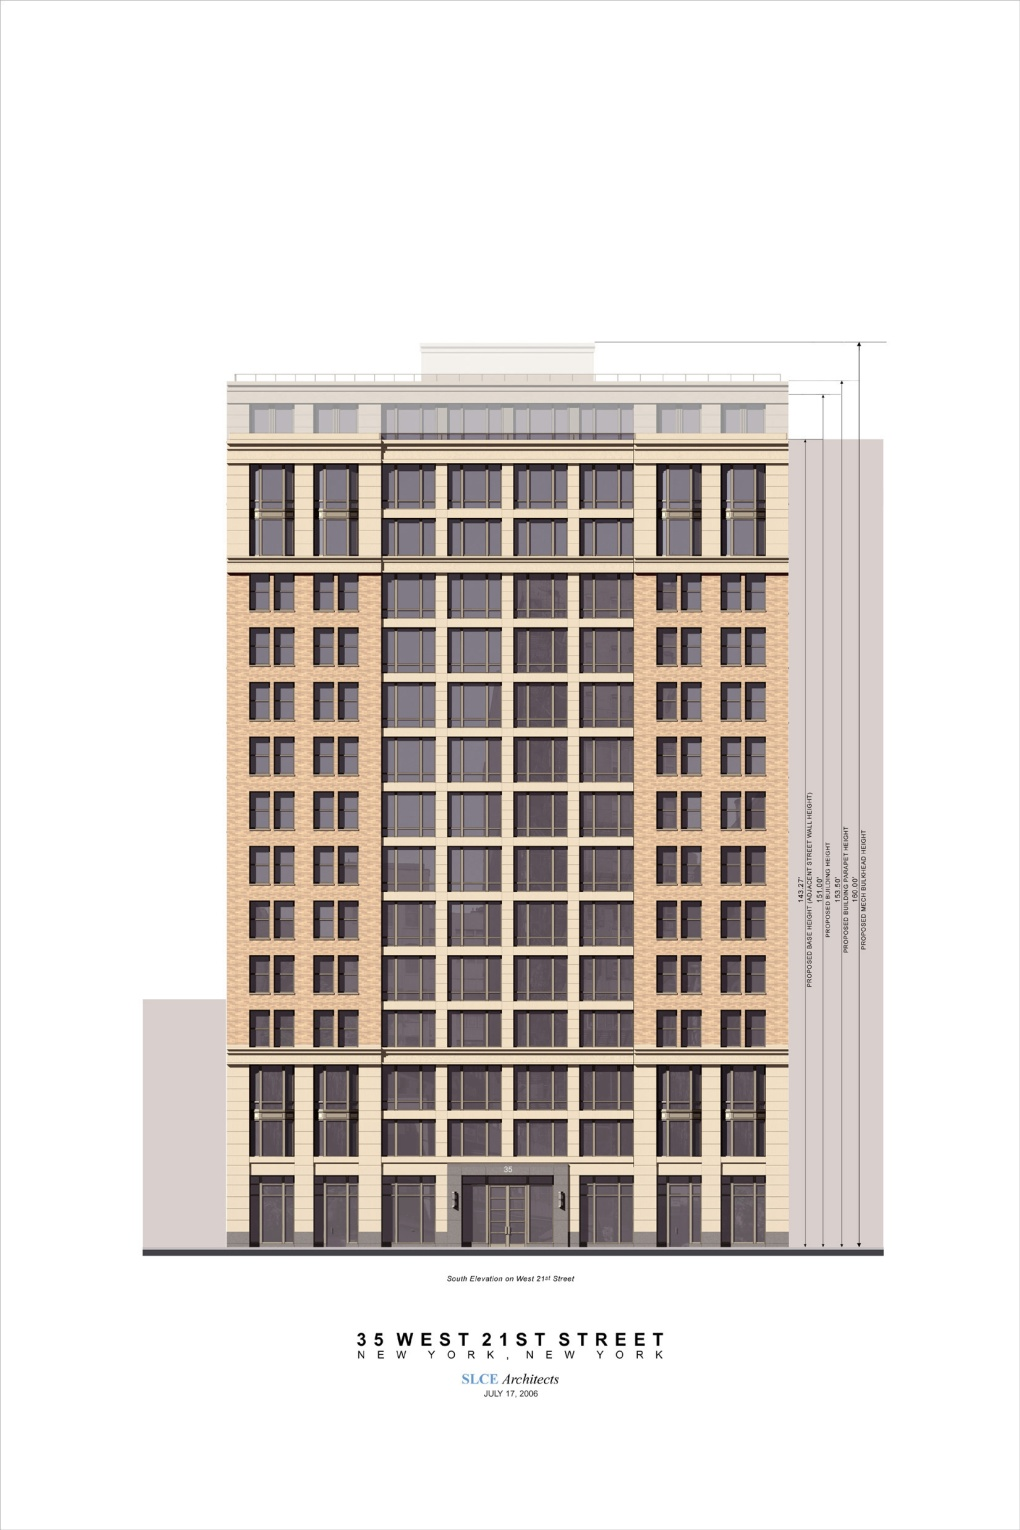 143.27'
PROPOSED BASE HEIGHT (ADJACENT STREET WALL HEIGHT)
151.00'
PROPOSED BUILDING HEIGHT
153.50'
PROPOSED BUILDING PARAPET HEIGHT
160.00'
PROPOSED MECH BULKHEAD HEIGHT
35
South Elevation on West 21st Street
35 WEST 21ST STREET
NEW YORK, NEW YORK
SLCE Architects
JULY 17, 2006